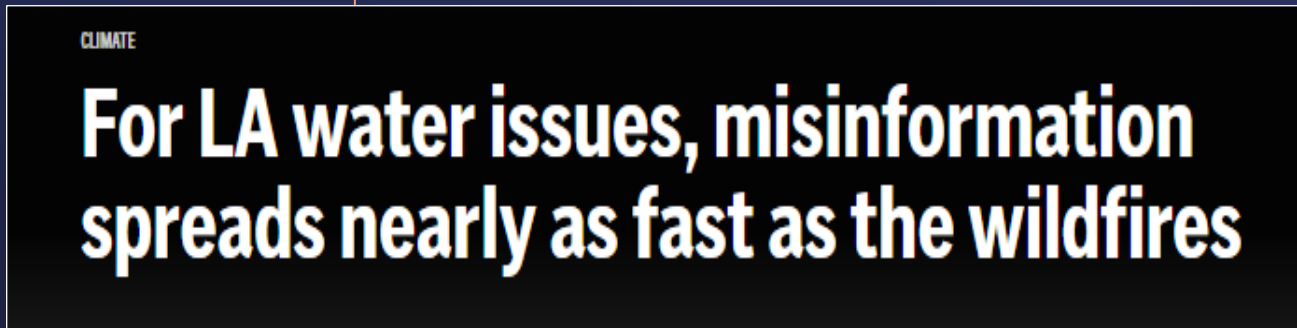 CLIMATE
For LA water issues, misinformation
spreads nearly as fast as the wildfires